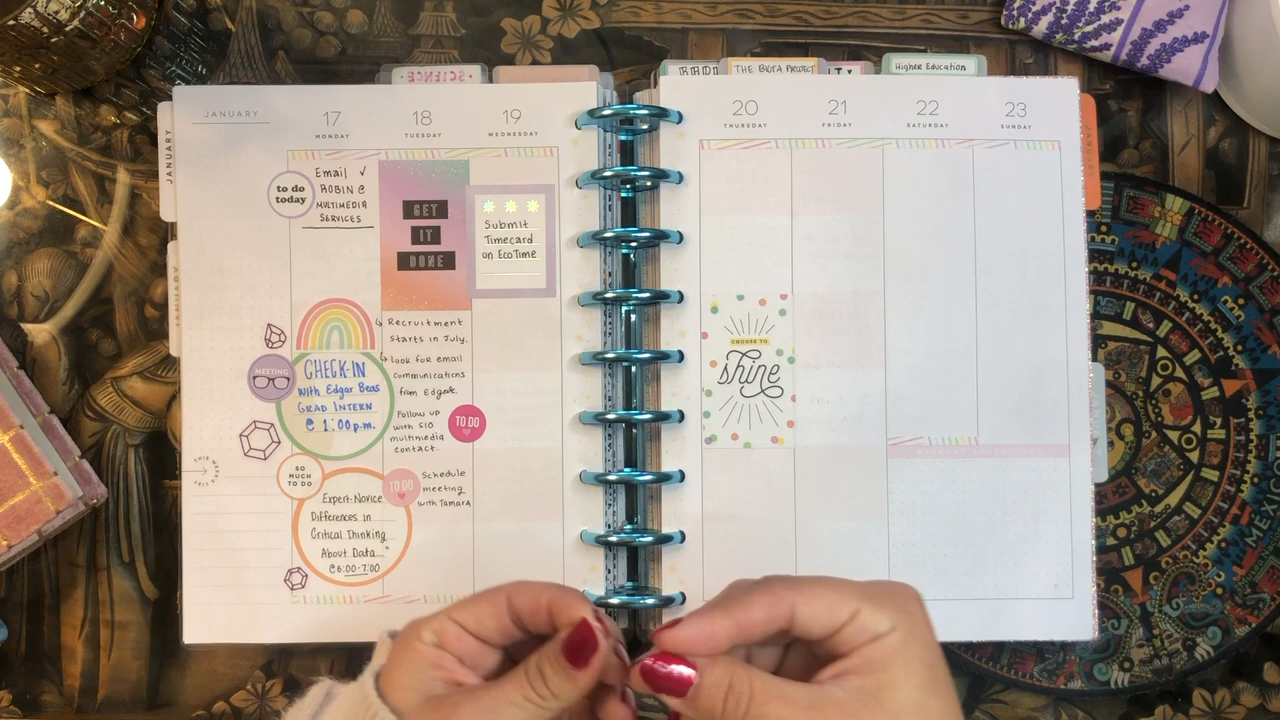 SCIENCE
THE BIOTA PROJECT
Higher Education
JANUARY
17
MONDAY
18
TUESDAY
19
WEDNESDAY
20
THURSDAY
21
FRIDAY
22
SATURDAY
23
SUNDAY
JANUARY
to do
today
Email ✓
ROBIN @
MULTIMEDIA
SERVICES
GET
IT
DONE
Submit
Timecard
on EcoTime
MEETING
CHECK-IN
with Edgar Beas
GRAD INTERN
@ 1:00p.m.
↳ Recruitment
starts in July.
↳ Look for email
communications
from Edgar.
Follow up
with SIO
multimedia
contact.
TO DO
THIS WEEK'S LIST
SO
MUCH
TO DO
Expert-Novice
Differences in
Critical Thinking
About Data..."
@ 6:00-7:00
TO DO
Schedule
meeting
with Tamara
CHOOSE TO
shine